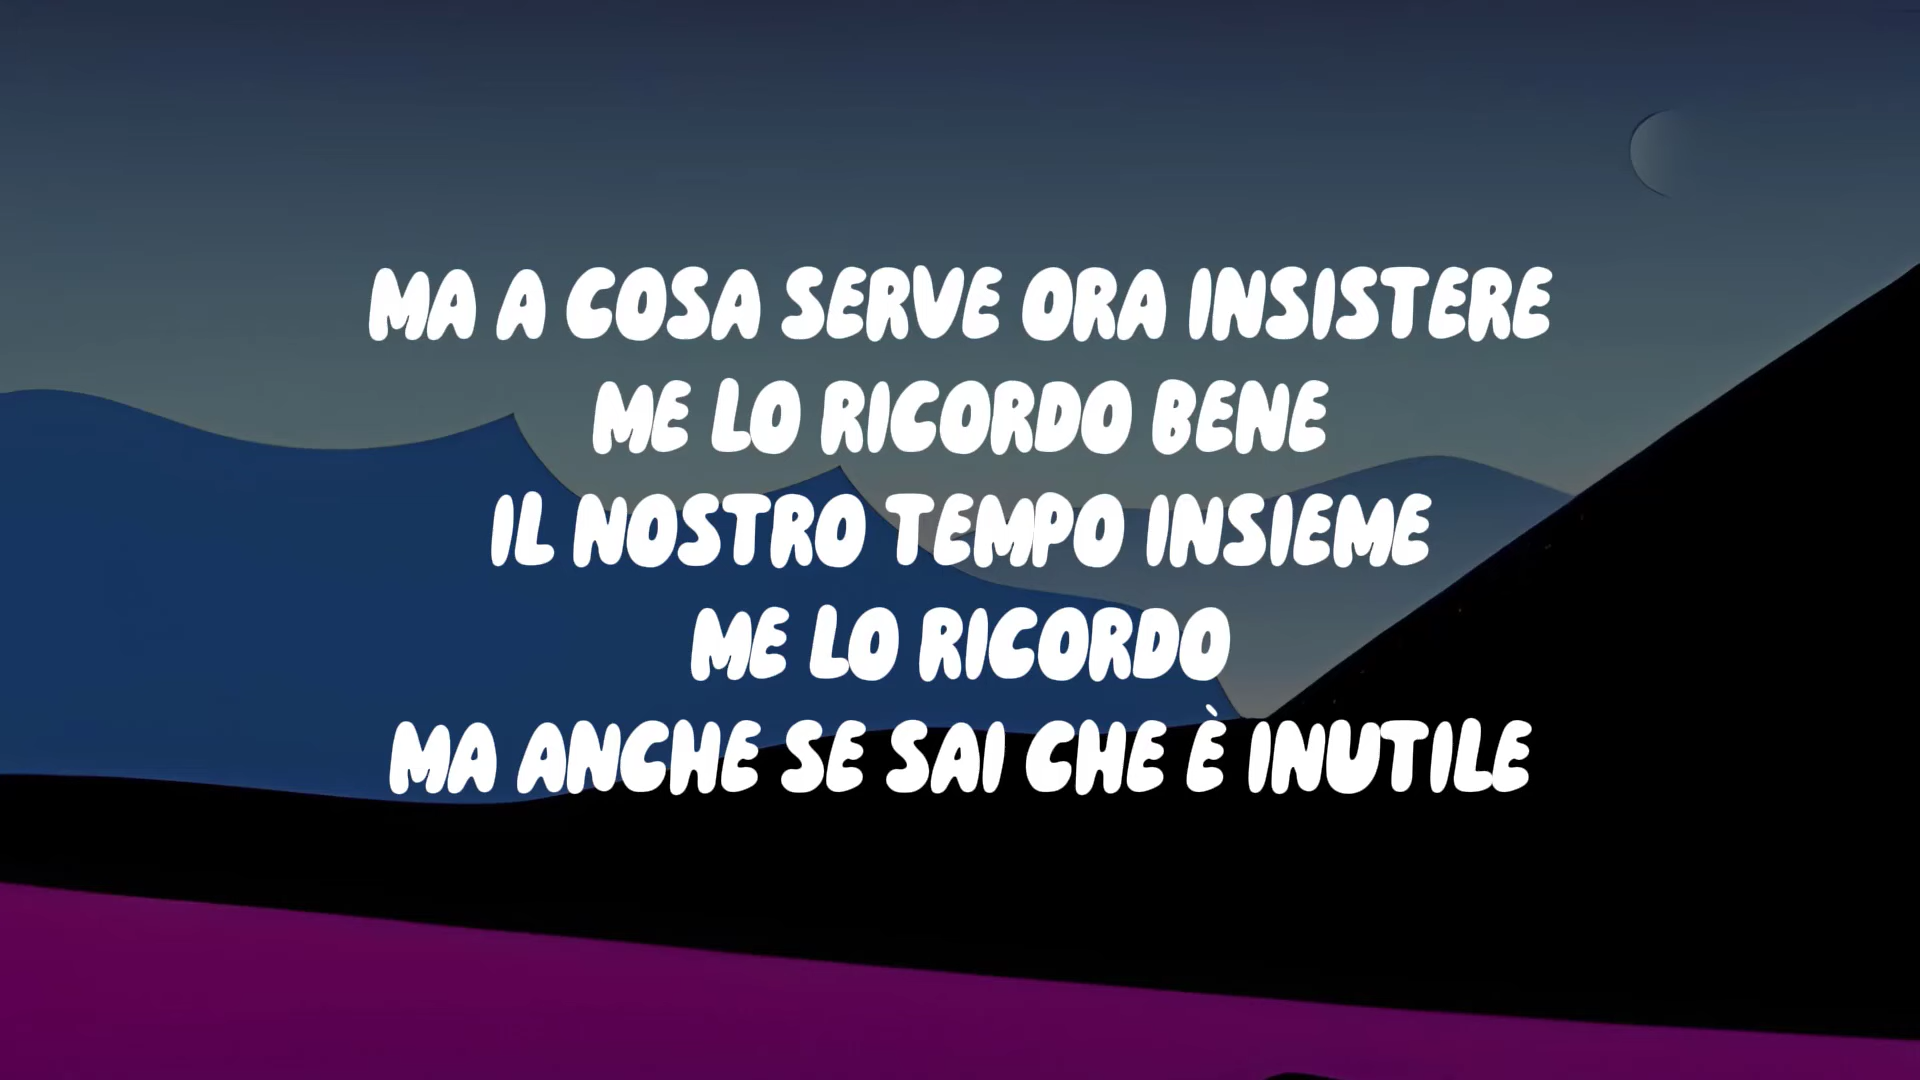 MA A COSA SERVE ORA INSISTERE
ME LO RICORDO BENE
IL NOSTRO TEMPO INSIEME
ME LO RICORDO
MA ANCHE SE SAI CHE È INUTILE